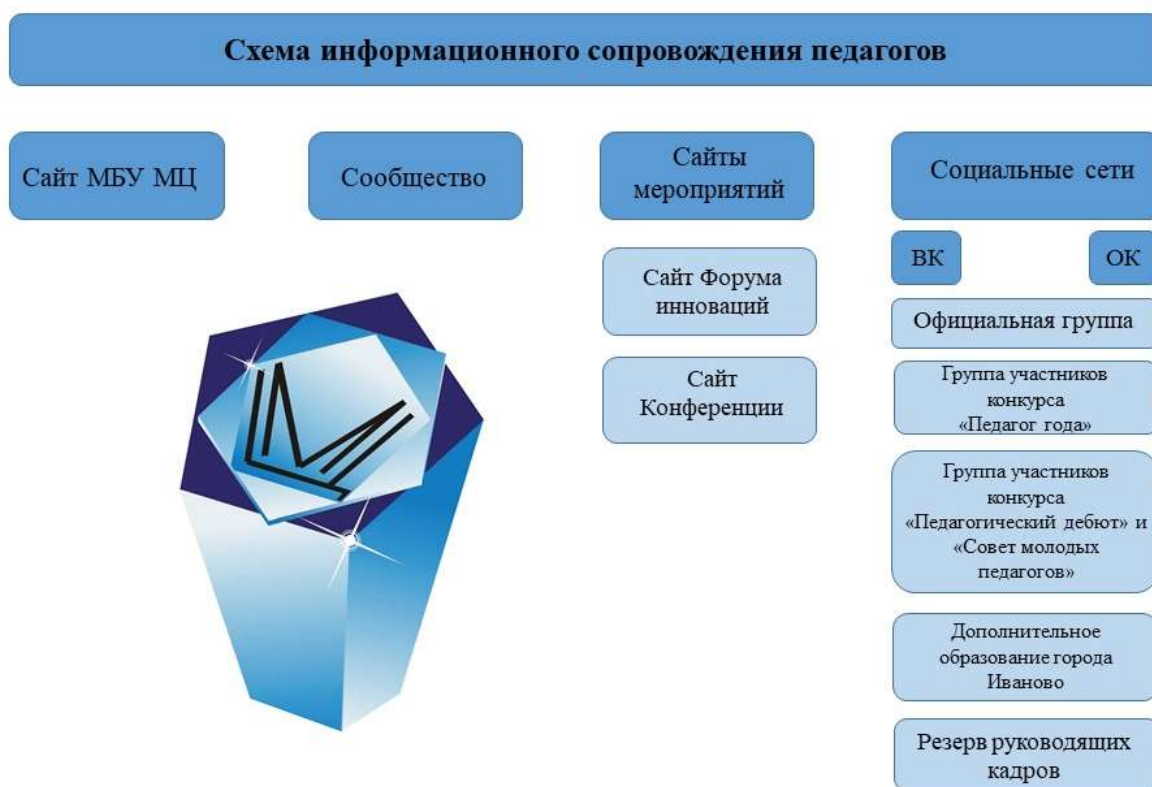 Схема информационного сопровождения педагогов
Сайт МБУ МЦ
Сообщество
Сайты
мероприятий
Социальные сети
Сайт Форума
инноваций
Сайт
Конференции
ВК
ОК
Официальная группа
Группа участников
конкурса
«Педагог года»
Группа участников
конкурса
«Педагогический дебют» и
«Совет молодых
педагогов»
Дополнительное
образование города
Иваново
Резерв руководящих
кадров